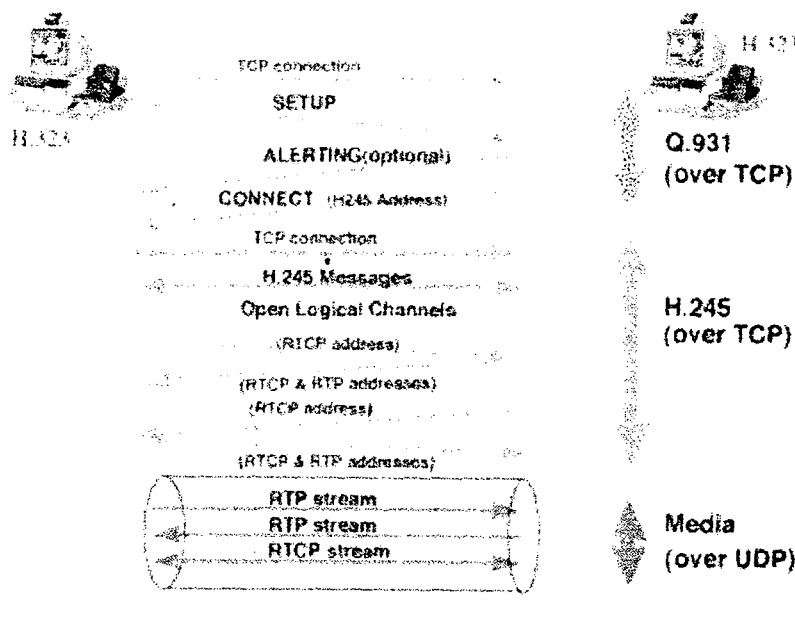 TCP connection
SETUP
H.323
ALERTING(optional)
CONNECT (H245 Address)
TCP connection
H.245 Messages
Open Logical Channels
(RTCP address)
(RTCP & RTP addresses)
(RTCP address)
(RTCP & RTP addresses)
RTP stream
RTP stream
RTCP stream
H.323
Q.931
(over TCP)
H.245
(over TCP)
Media
(over UDP)